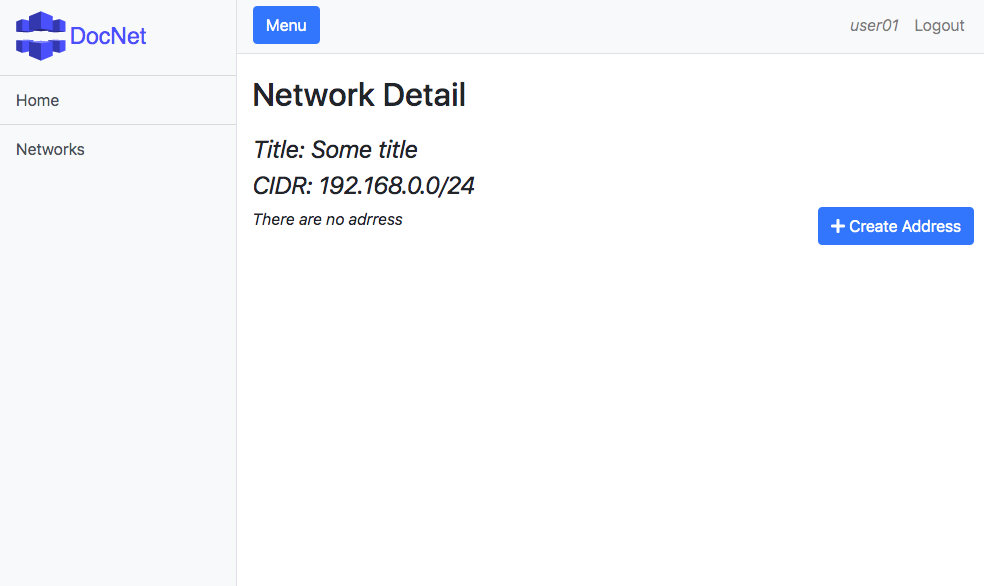 DocNet
Menu
user01 Logout
Home
Networks
Network Detail
Title: Some title
CIDR: 192.168.0.0/24
There are no adrress
Create Address